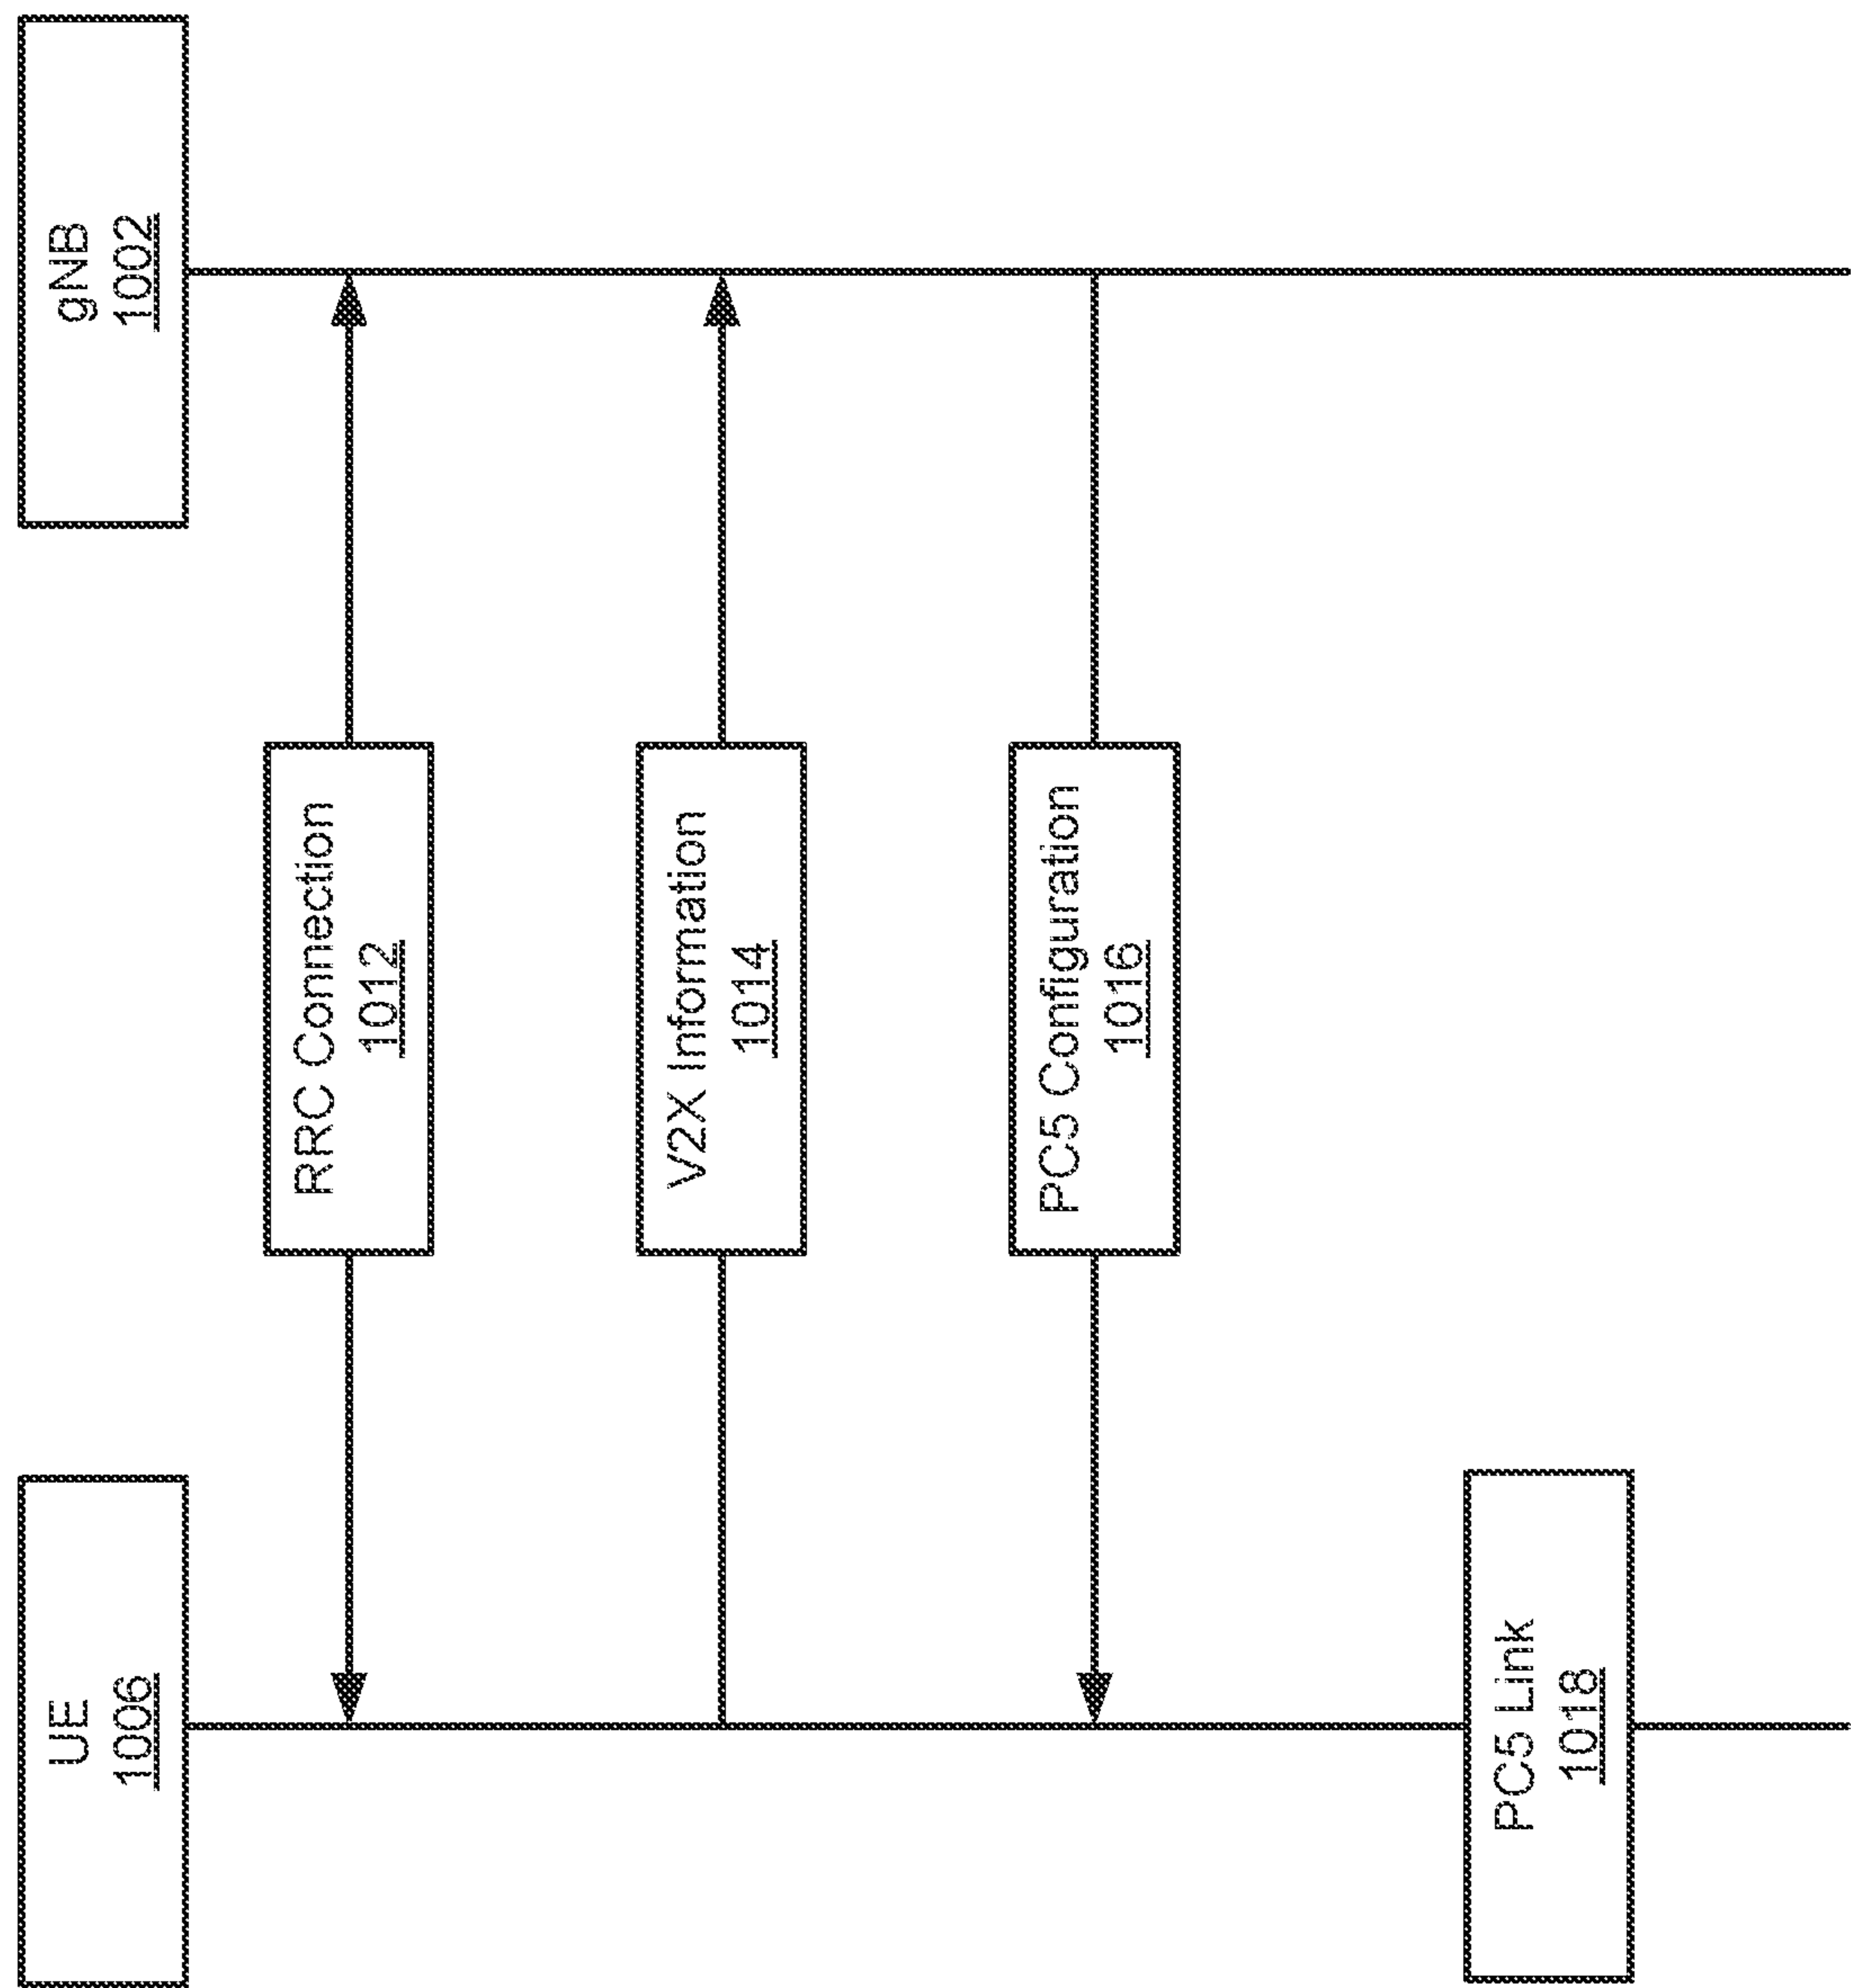 UE
1006
gNB
1002
RRC Connection
1012
V2X Information
1014
PC5 Configuration
1016
PC5 Link
1018